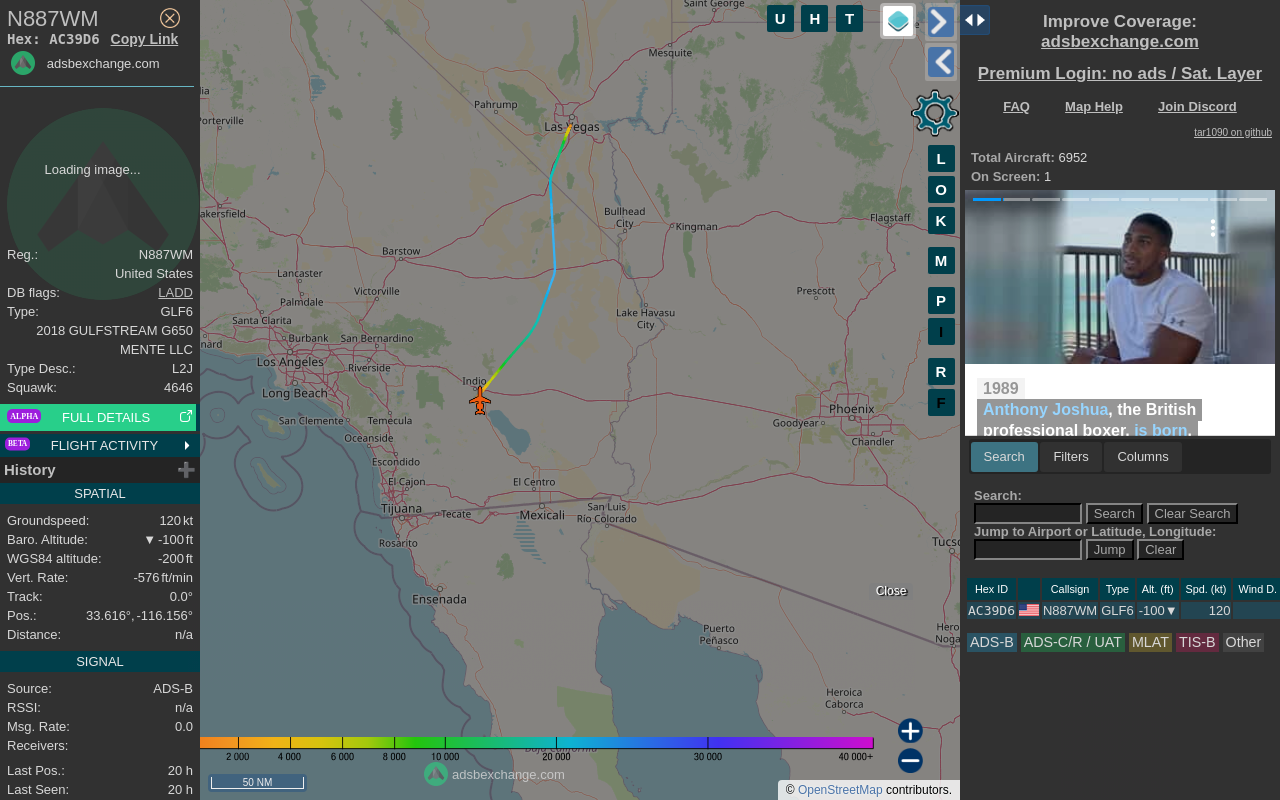 N887WM
Hex: AC39D6 Copy Link
adsbexchange.com
Loading image...
Reg.: N887WM
United States
DB flags: LADD
Type: GLF6
2018 GULFSTREAM G650
MENTE LLC
Type Desc.: L2J
Squawk: 4646
ALPHA FULL DETAILS
BETA FLIGHT ACTIVITY
History
SPATIAL
Groundspeed: 120 kt
Baro. Altitude: ▼ -100 ft
WGS84 altitude: -200 ft
Vert. Rate: -576 ft/min
Track: 0.0°
Pos.: 33.616°, -116.156°
Distance: n/a
SIGNAL
Source: ADS-B
RSSI: n/a
Msg. Rate: 0.0
Receivers:
Last Pos.: 20 h
Last Seen: 20 h
Saint George
U H T
Mesquite
Pahrump
Porterville
Las Vegas
L
O
K
M
P
I
R
F
Bullhead
City
Kingman
Flagstaff
Barstow
Lancaster
Palmdale
Victorville
Prescott
Santa Clarita
Lake Havasu
City
Burbank San Bernardino
Los Angeles
Riverside
Indio
Long Beach
Phoenix
San Clemente
Temecula
Goodyear
Oceanside
Chandler
Escondido
El Cajon
El Centro
Tijuana
Tecate
Mexicali
San Luis
Río Colorado
Rosarito
Ensenada
Close
Puerto
Peñasco
Heroica
Caborca
Baja California
2 000 4 000 6 000 8 000 10 000 20 000 30 000 40 000+
adsbexchange.com
50 NM
© OpenStreetMap contributors.
Improve Coverage:
adsbexchange.com
Premium Login: no ads / Sat. Layer
FAQ Map Help Join Discord
tar1090 on github
Total Aircraft: 6952
On Screen: 1
1989
Anthony Joshua, the British
professional boxer, is born.
Search Filters Columns
Search:
Search Clear Search
Jump to Airport or Latitude, Longitude:
Jump Clear
Hex ID Callsign Type Alt. (ft) Spd. (kt) Wind D.
AC39D6 N887WM GLF6 -100▼ 120
ADS-B ADS-C/R / UAT MLAT TIS-B Other